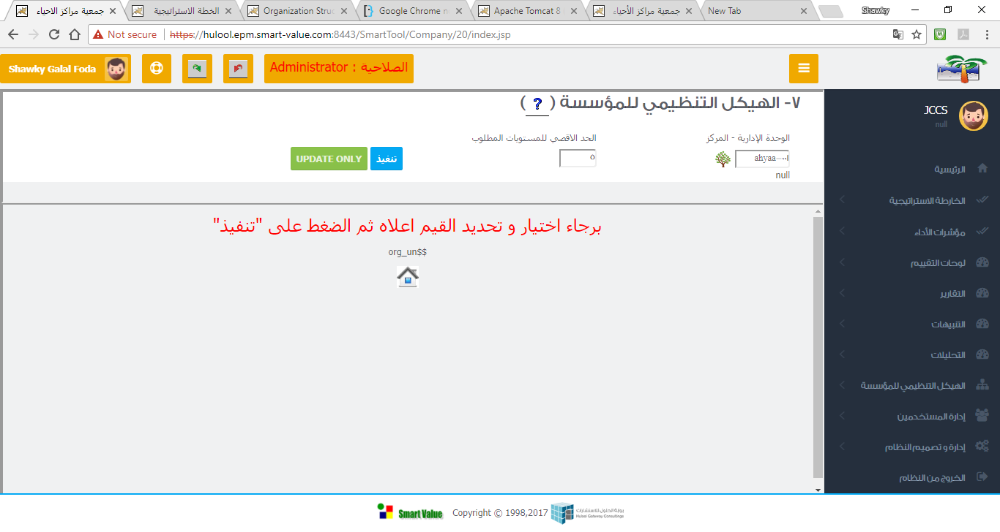 جمعية مراكز الاحياء
الخطة الاستراتيجية
Organization Struc
Google Chrome n
Apache Tomcat 8
جمعية مراكز الأحياء
New Tab
Shawky
Not secure https://hulool.epm.smart-value.com:8443/SmartTool/Company/20/index.jsp
Shawky Galal Foda
الصلاحية : Administrator
JCCS
null
٧- الهيكل التنظيمي للمؤسسة ( ? )
الوحدة الإدارية - المركز
الحد الاقصي للمستويات المطلوب
٥
تنفيذ
UPDATE ONLY
null
برجاء اختيار و تحديد القيم اعلاه ثم الضغط على "تنفيذ"
org_un$$
الرئيسية
الخارطة الاستراتيجية
مؤشرات الأداء
لوحات التقييم
التقارير
التنبيهات
التحليلات
الهيكل التنظيمي للمؤسسة
إدارة المستخدمين
إدارة و تصميم النظام
الخروج من النظام
Smart Value
Copyright © 1998,2017
بوابة الحلول للاستشارات
Hulool Gateway Consultings